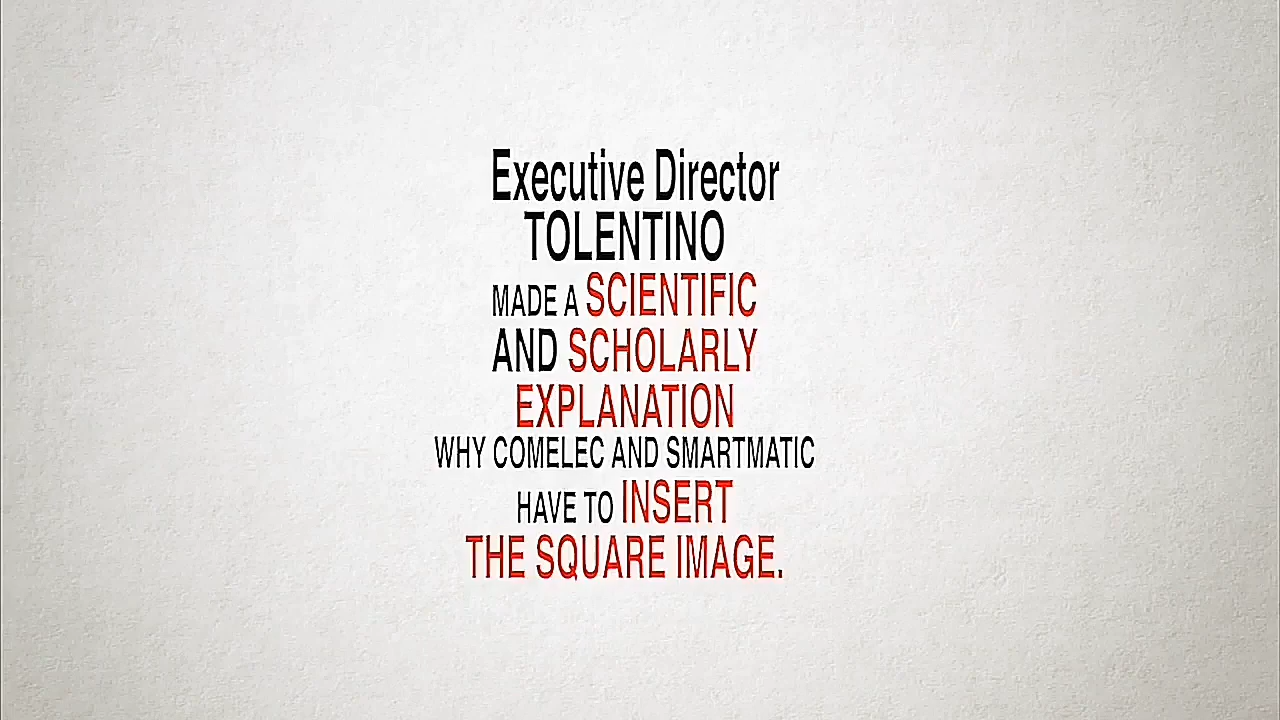 Executive Director
TOLENTINO
MADE A SCIENTIFIC
AND SCHOLARLY
EXPLANATION
WHY COMELEC AND SMARTMATIC
HAVE TO INSERT
THE SQUARE IMAGE.